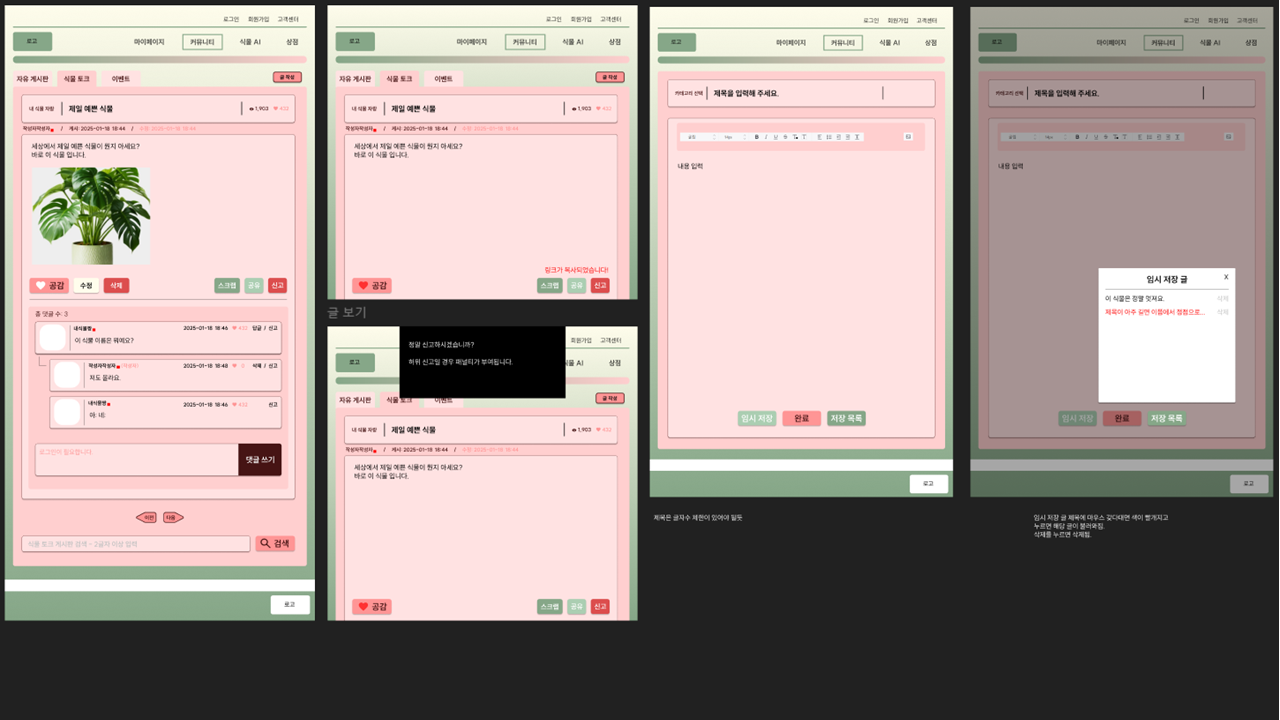 로그인 회원가입 고객센터
로고 마이페이지 커뮤니티 식물 AI 상점
자유 게시판 식물 토크 이벤트 글 작성
내 식물 자랑 제일 예쁜 식물 1,903 432
작성자작성자 / 게시: 2025-01-18 18:44 / 수정: 2025-01-18 18:44
세상에서 제일 예쁜 식물이 뭔지 아세요?
바로 이 식물 입니다.
공감 수정 삭제 스크랩 공유 신고
총 댓글 수: 3
내식물짱 2025-01-18 18:46 432 답글 / 신고
이 식물 이름은 뭐예요?
작성자작성자 (작성자) 2025-01-18 18:48 0 삭제 / 신고
저도 몰라요.
내식물짱 2025-01-18 18:46 432 신고
아. 네.
로그인이 필요합니다.
댓글 쓰기
이전 다음
식물 토크 게시판 검색 - 2글자 이상 입력 검색
로고
로그인 회원가입 고객센터
로고 마이페이지 커뮤니티 식물 AI 상점
자유 게시판 식물 토크 이벤트 글 작성
내 식물 자랑 제일 예쁜 식물 1,903 432
작성자작성자 / 게시: 2025-01-18 18:44 / 수정: 2025-01-18 18:44
세상에서 제일 예쁜 식물이 뭔지 아세요?
바로 이 식물 입니다.
링크가 복사되었습니다!
공감 스크랩 공유 신고
글 보기
정말 신고하시겠습니까?
허위 신고일 경우 패널티가 부여됩니다.
회원가입 고객센터
로고 식물 AI 상점
자유 게시판 식물 토크 이벤트 글 작성
내 식물 자랑 제일 예쁜 식물 1,903 432
작성자작성자 / 게시: 2025-01-18 18:44 / 수정: 2025-01-18 18:44
세상에서 제일 예쁜 식물이 뭔지 아세요?
바로 이 식물 입니다.
공감 스크랩 공유 신고
로그인 회원가입 고객센터
로고 마이페이지 커뮤니티 식물 AI 상점
카테고리 선택 제목을 입력해 주세요.
내용 입력
임시 저장 완료 저장 목록
로고
제목은 글자수 제한이 있어야 될듯
로그인 회원가입 고객센터
로고 마이페이지 커뮤니티 식물 AI 상점
카테고리 선택 제목을 입력해 주세요.
내용 입력
임시 저장 글 X
이 식물은 정말 멋져요. 삭제
제목이 아주 길면 이쯤에서 점점으로... 삭제
임시 저장 완료 저장 목록
로고
임시 저장 글 제목에 마우스 갖다대면 색이 빨개지고
누르면 해당 글이 불러와짐.
삭제를 누르면 삭제됨.